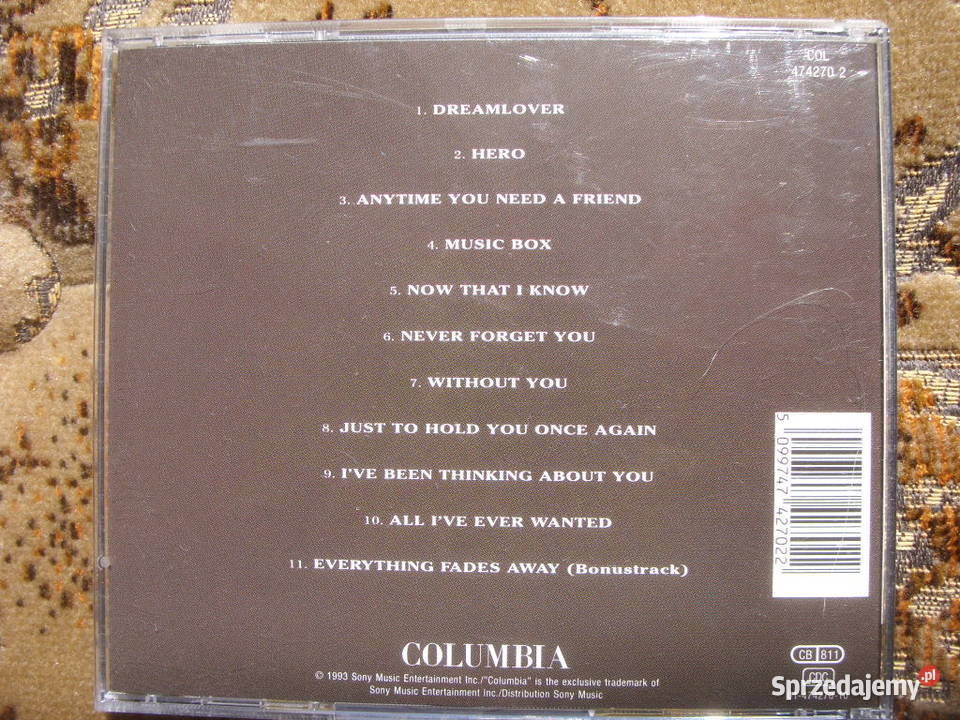 COL
474270 2
1. DREAMLOVER
2. HERO
3. ANYTIME YOU NEED A FRIEND
4. MUSIC BOX
5. NOW THAT I KNOW
6. NEVER FORGET YOU
7. WITHOUT YOU
8. JUST TO HOLD YOU ONCE AGAIN
9. I'VE BEEN THINKING ABOUT YOU
10. ALL I'VE EVER WANTED
11. EVERYTHING FADES AWAY (Bonustrack)
5 099747 427022
COLUMBIA
© 1993 Sony Music Entertainment Inc./"Columbia" is the exclusive trademark of
Sony Music Entertainment Inc./Distribution Sony Music
CB 811
CDG
Sprzedajemy.pl